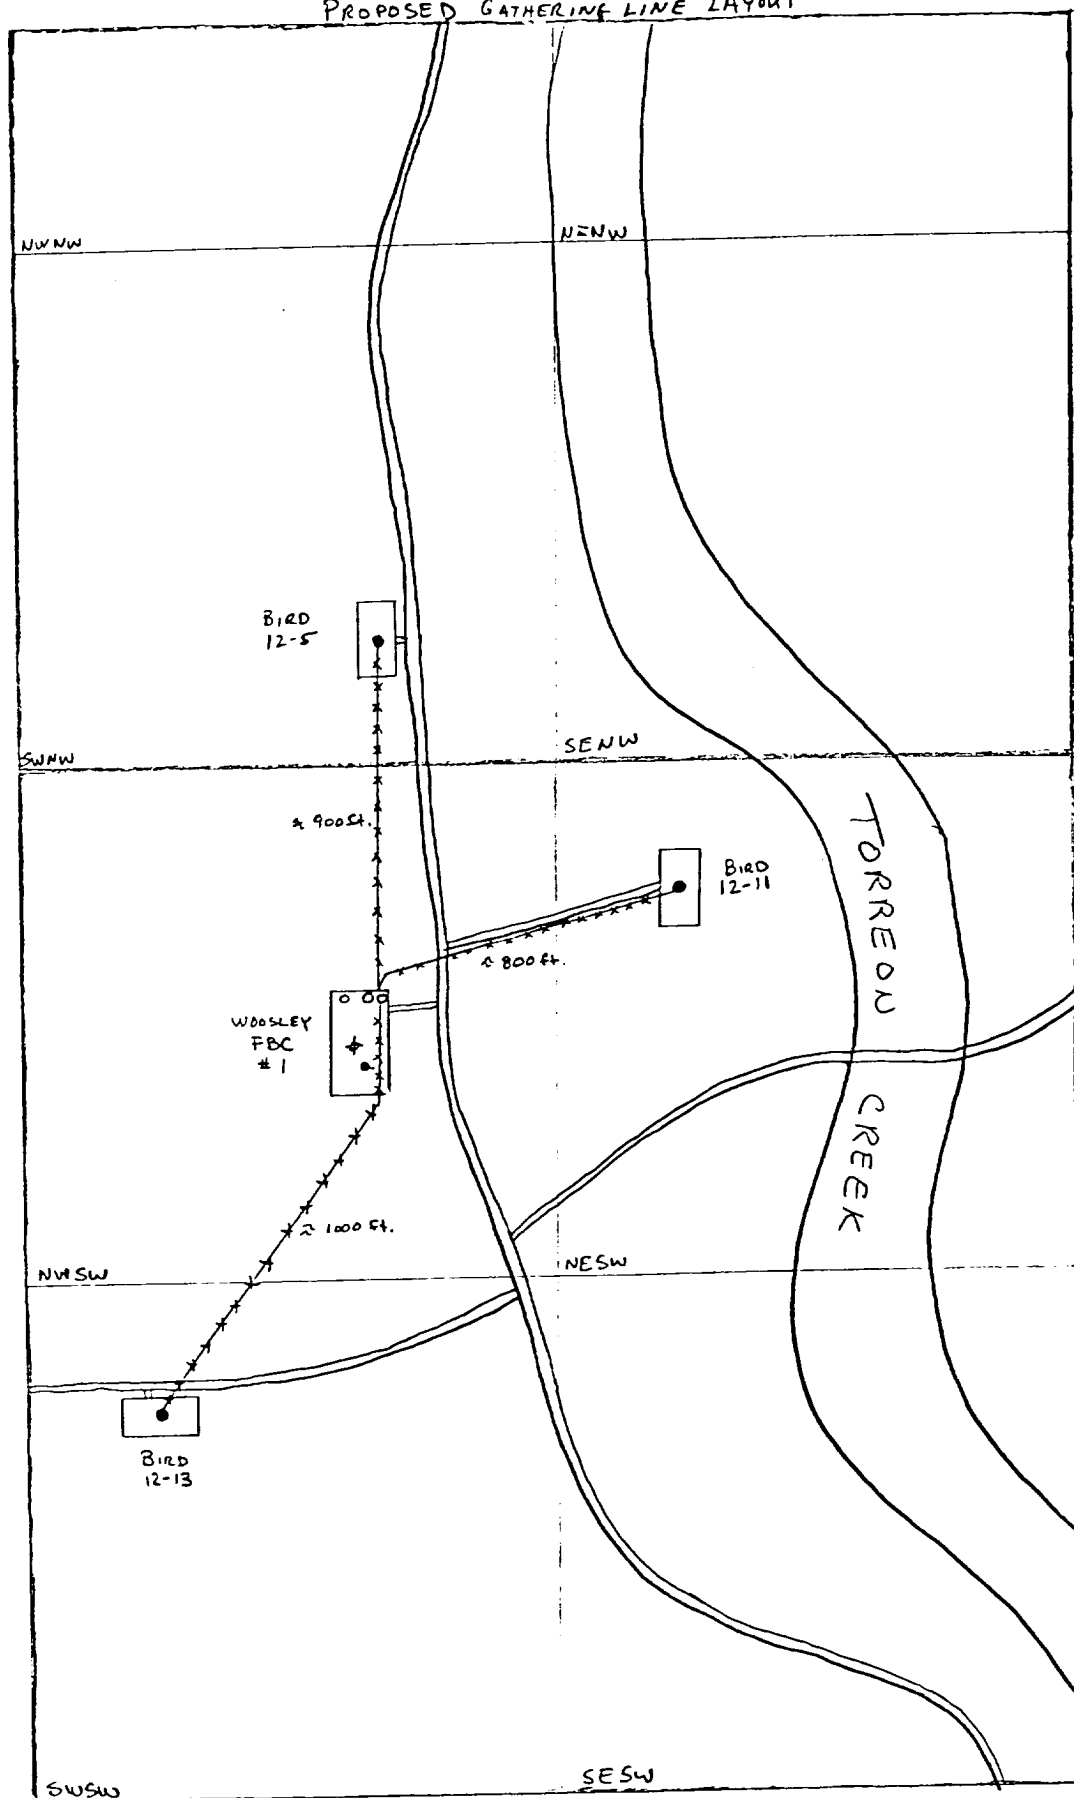 PROPOSED GATHERING LINE LAYOUT
NWNW
NENW
BIRD
12-5
SWNW
SENW
≈ 900 ft.
BIRD
12-11
≈ 800 ft.
TORREON CREEK
WOOSLEY
FBC
# 1
≈ 1000 ft.
NWSW
NESW
BIRD
12-13
SWSW
SESW